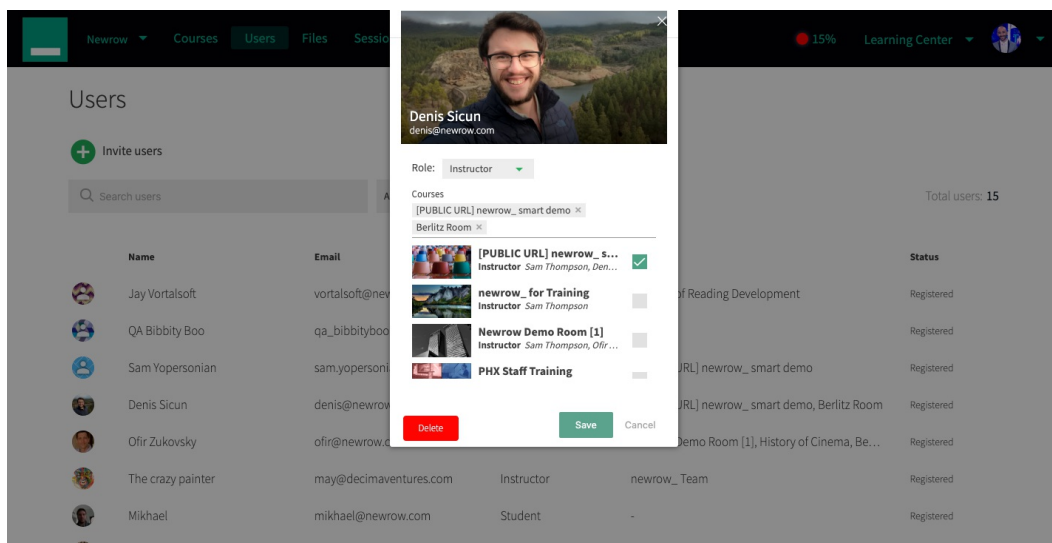 Newrow Courses Users Files Sessio 15% Learning Center
Users
Invite users
Search users A Total users: 15
Denis Sicun
denis@newrow.com
Role: Instructor
Courses
[PUBLIC URL] newrow_ smart demo ×
Berlitz Room ×
[PUBLIC URL] newrow_ s...
Instructor Sam Thompson, Den...
newrow_ for Training
Instructor Sam Thompson
Newrow Demo Room [1]
Instructor Sam Thompson, Ofir ...
PHX Staff Training
Delete Save Cancel
Name Email Status
Jay Vortalsoft vortalsoft@new of Reading Development Registered
QA Bibbity Boo qa_bibbityboo Registered
Sam Yopersonian sam.yopersoni JRL] newrow_ smart demo Registered
Denis Sicun denis@newrow JRL] newrow_ smart demo, Berlitz Room Registered
Ofir Zukovsky ofir@newrow.c Demo Room [1], History of Cinema, Be... Registered
The crazy painter may@decimaventures.com Instructor newrow_ Team Registered
Mikhael mikhael@newrow.com Student - Registered